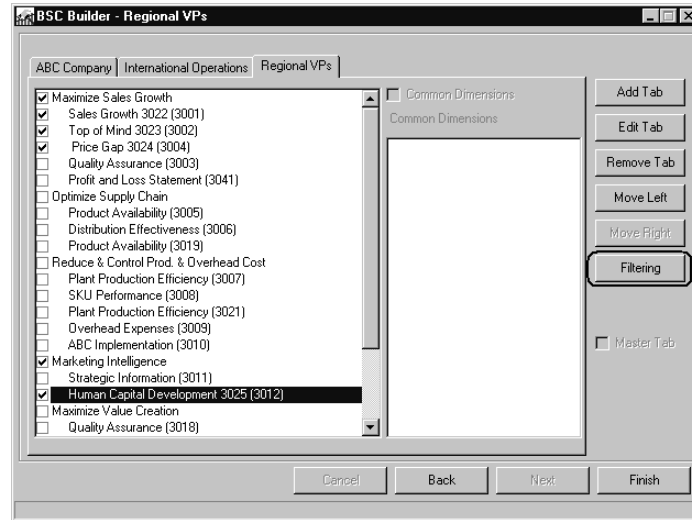 BSC Builder - Regional VPs
ABC Company International Operations Regional VPs
Maximize Sales Growth
Sales Growth 3022 (3001)
Top of Mind 3023 (3002)
Price Gap 3024 (3004)
Quality Assurance (3003)
Profit and Loss Statement (3041)
Optimize Supply Chain
Product Availability (3005)
Distribution Effectiveness (3006)
Product Availability (3019)
Reduce & Control Prod. & Overhead Cost
Plant Production Efficiency (3007)
SKU Performance (3008)
Plant Production Efficiency (3021)
Overhead Expenses (3009)
ABC Implementation (3010)
Marketing Intelligence
Strategic Information (3011)
Human Capital Development 3025 (3012)
Maximize Value Creation
Quality Assurance (3018)
Common Dimensions
Common Dimensions
Add Tab
Edit Tab
Remove Tab
Move Left
Move Right
Filtering
Master Tab
Cancel Back Next Finish